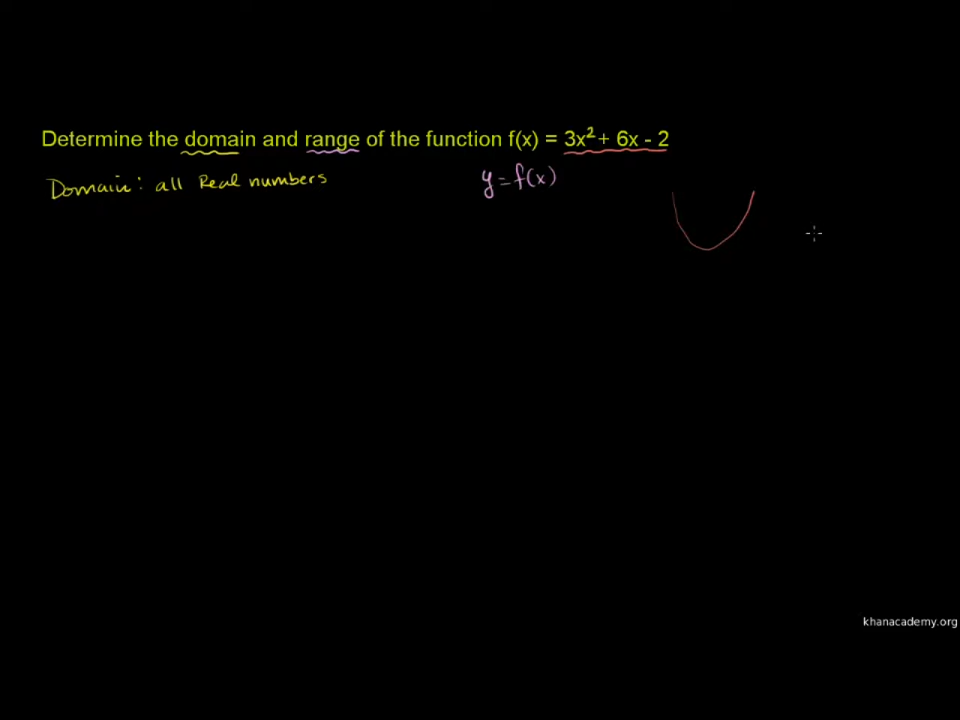 Determine the domain and range of the function f(x) = 3x² + 6x - 2
Domain: all Real numbers
y = f(x)
khanacademy.org